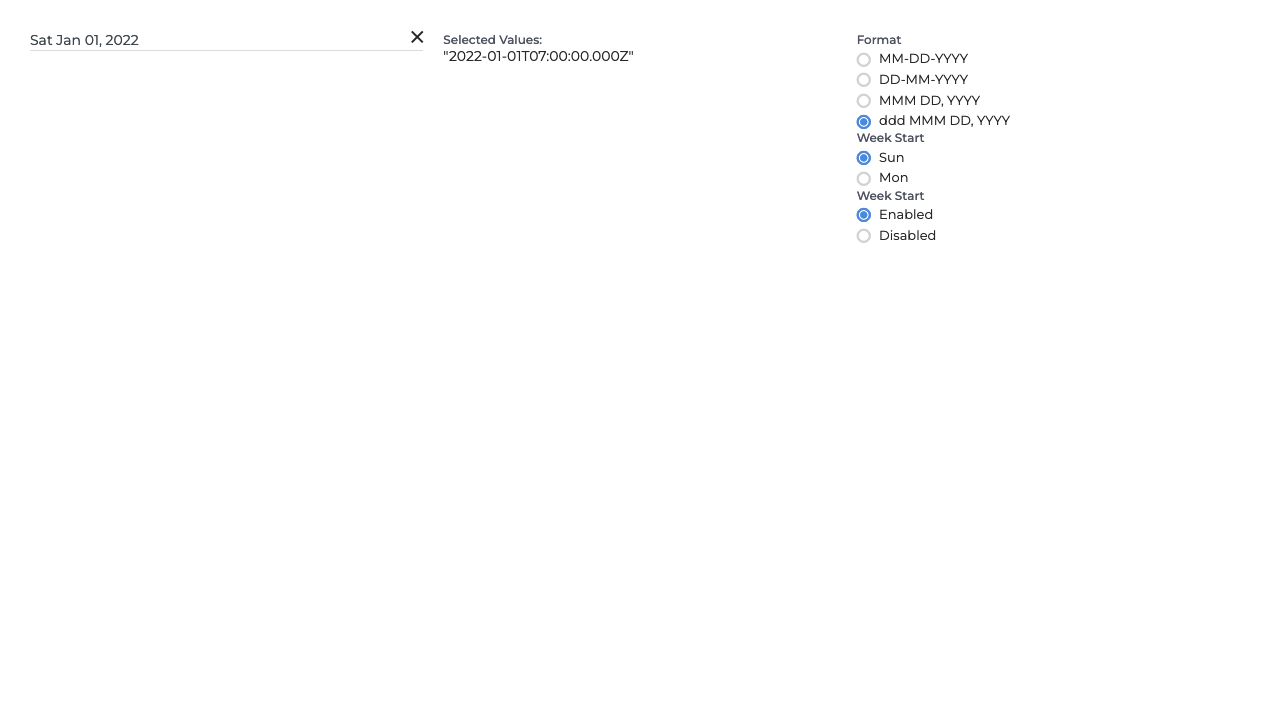 Sat Jan 01, 2022
Selected Values:
"2022-01-01T07:00:00.000Z"
Format
MM-DD-YYYY
DD-MM-YYYY
MMM DD, YYYY
ddd MMM DD, YYYY
Week Start
Sun
Mon
Week Start
Enabled
Disabled